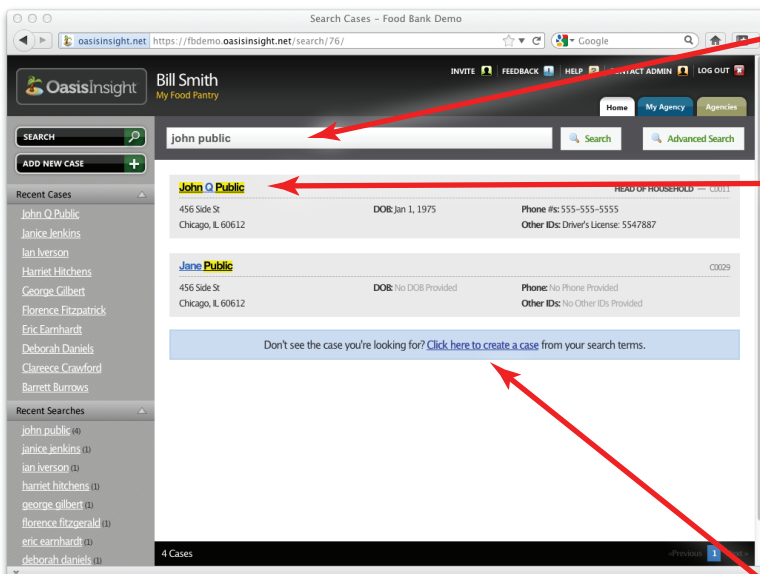 Search Cases – Food Bank Demo
oasisinsight.net https://fbdemo.oasisinsight.net/search/76/ Google
OasisInsight
Bill Smith
My Food Pantry
INVITE FEEDBACK HELP CONTACT ADMIN LOG OUT
Home My Agency Agencies
SEARCH
john public Search Advanced Search
ADD NEW CASE
Recent Cases
John Q Public
Janice Jenkins
Ian Iverson
Harriet Hitchens
George Gilbert
Florence Fitzpatrick
Eric Earnhardt
Deborah Daniels
Clareece Crawford
Barrett Burrows
Recent Searches
john public (4)
janice jenkins (1)
ian iverson (1)
harriet hitchens (1)
george gilbert (1)
florence fitzgerald (1)
eric earnhardt (1)
deborah daniels (1)
John Q Public HEAD OF HOUSEHOLD — C0011
456 Side St DOB: Jan 1, 1975 Phone #s: 555-555-5555
Chicago, IL 60612 Other IDs: Driver's License: 5547887
Jane Public C0029
456 Side St DOB: No DOB Provided Phone: No Phone Provided
Chicago, IL 60612 Other IDs: No Other IDs Provided
Don't see the case you're looking for? Click here to create a case from your search terms.
4 Cases «Previous 1 Next»